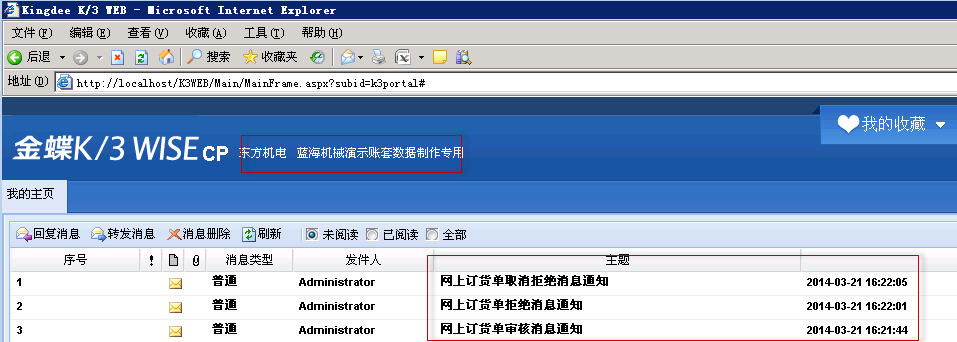 Kingdee K/3 WEB - Microsoft Internet Explorer
文件(F) 编辑(E) 查看(V) 收藏(A) 工具(T) 帮助(H)
后退 搜索 收藏夹
地址(D) http://localhost/K3WEB/Main/MainFrame.aspx?subid=k3portal#
我的收藏
金蝶K/3 WISE CP 东方机电 蓝海机械演示账套数据制作专用
我的主页
回复消息 转发消息 消息删除 刷新 未阅读 已阅读 全部
序号 ! 消息类型 发件人 主题
1 普通 Administrator 网上订货单取消拒绝消息通知 2014-03-21 16:22:05
2 普通 Administrator 网上订货单拒绝消息通知 2014-03-21 16:22:01
3 普通 Administrator 网上订货单审核消息通知 2014-03-21 16:21:44